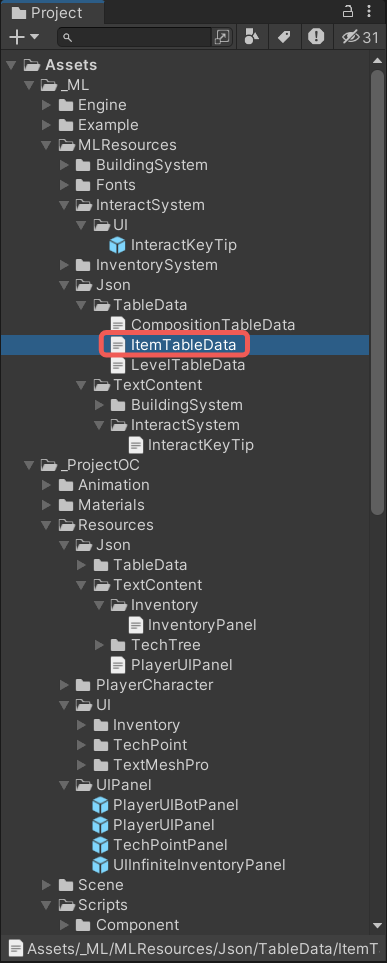 Project
31
Assets
_ML
Engine
Example
MLResources
BuildingSystem
Fonts
InteractSystem
UI
InteractKeyTip
InventorySystem
Json
TableData
CompositionTableData
ItemTableData
LevelTableData
TextContent
BuildingSystem
InteractSystem
InteractKeyTip
_ProjectOC
Animation
Materials
Resources
Json
TableData
TextContent
Inventory
InventoryPanel
TechTree
PlayerUIPanel
PlayerCharacter
UI
Inventory
TechPoint
TextMeshPro
UIPanel
PlayerUIBotPanel
PlayerUIPanel
TechPointPanel
UIInfiniteInventoryPanel
Scene
Scripts
Component
Assets/_ML/MLResources/Json/TableData/ItemT